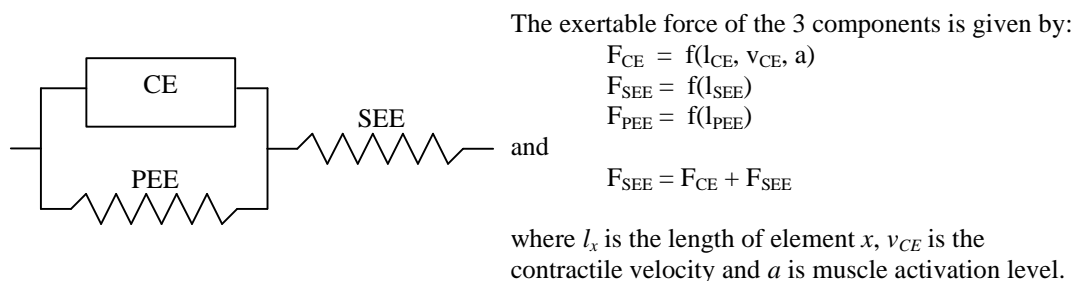 The exertable force of the 3 components is given by:
F_CE = f(l_CE, v_CE, a)
F_SEE = f(l_SEE)
F_PEE = f(l_PEE)
and
F_SEE = F_CE + F_SEE
where l_x is the length of element x, v_CE is the
contractile velocity and a is muscle activation level.
CE
SEE
PEE